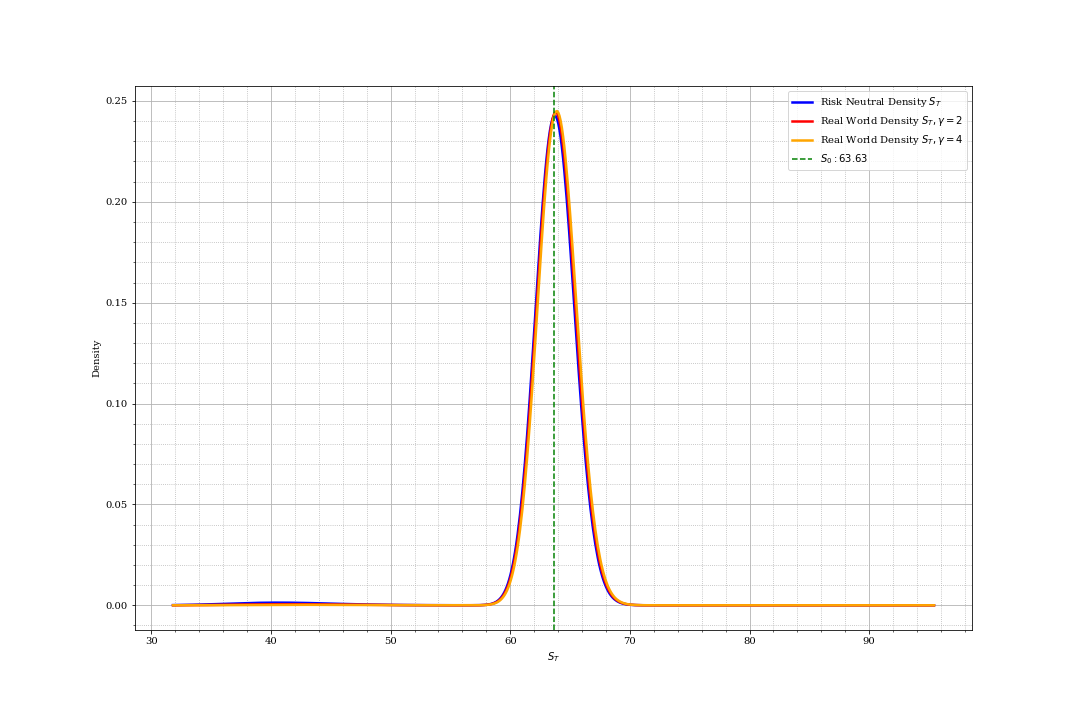 Risk Neutral Density $S_T$
Real World Density $S_T, \gamma = 2$
Real World Density $S_T, \gamma = 4$
$S_0 : 63.63$
0.25
0.20
0.15
0.10
0.05
0.00
Density
30 40 50 60 70 80 90
$S_T$